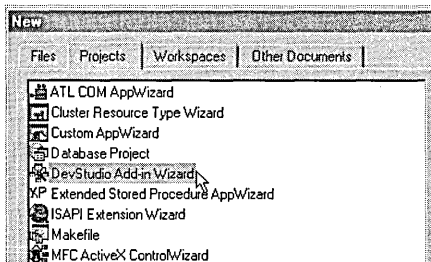 New
Files Projects Workspaces Other Documents
ATL COM AppWizard
Cluster Resource Type Wizard
Custom AppWizard
Database Project
DevStudio Add-in Wizard
XP Extended Stored Procedure AppWizard
ISAPI Extension Wizard
Makefile
MFC ActiveX ControlWizard